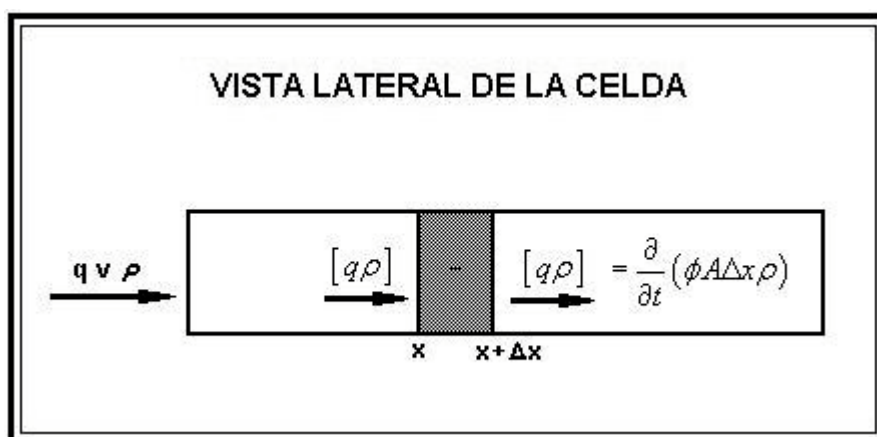 VISTA LATERAL DE LA CELDA
q v ρ [qρ] ... [qρ] = ∂/∂t (ϕAΔxρ)
x x+Δx